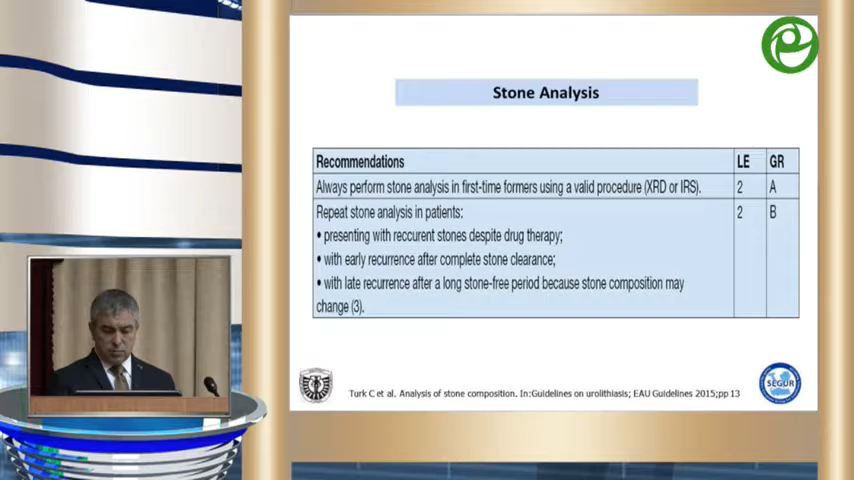 Stone Analysis
Recommendations LE GR
Always perform stone analysis in first-time formers using a valid procedure (XRD or IRS). 2 A
Repeat stone analysis in patients: 2 B
• presenting with reccurent stones despite drug therapy;
• with early recurrence after complete stone clearance;
• with late recurrence after a long stone-free period because stone composition may
change (3).
Turk C et al. Analysis of stone composition. In:Guidelines on urolithiasis; EAU Guidelines 2015;pp 13
SEGUR